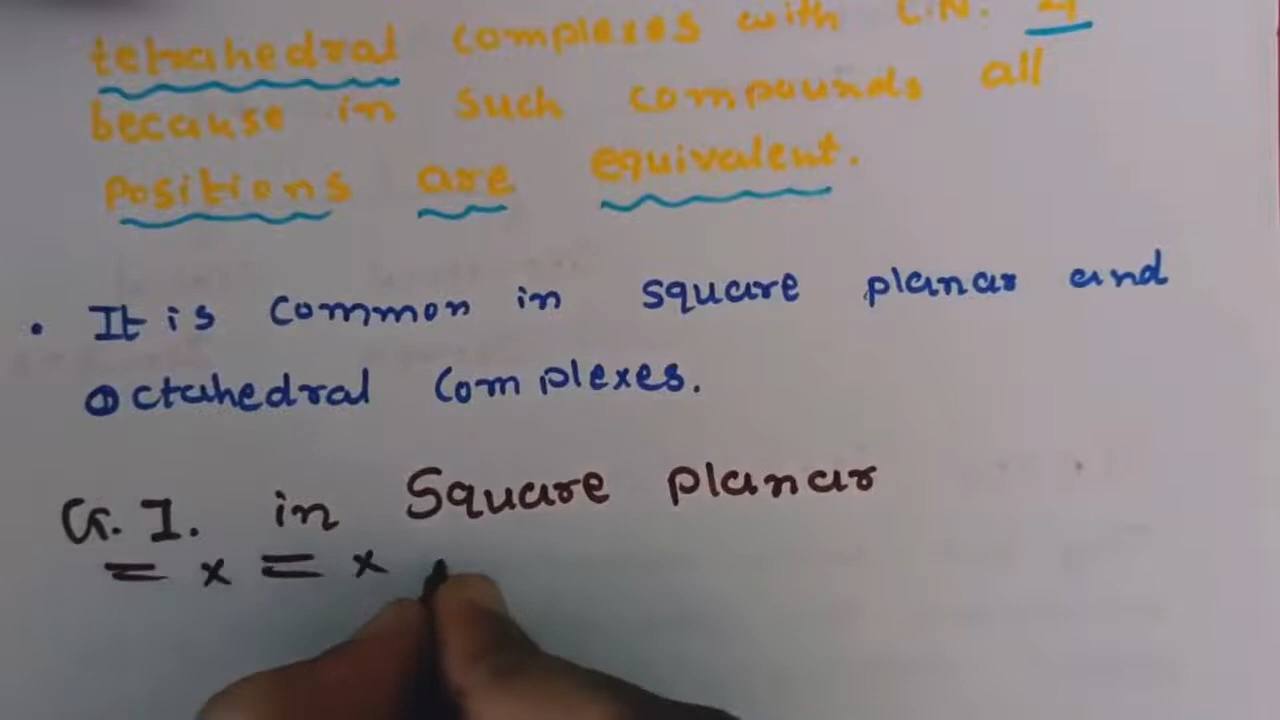 tetrahedral complexes with C.N. 4
because in such compounds all
positions are equivalent.
• It is common in square planar and
octahedral complexes.
G.I. in Square planar
= x = x